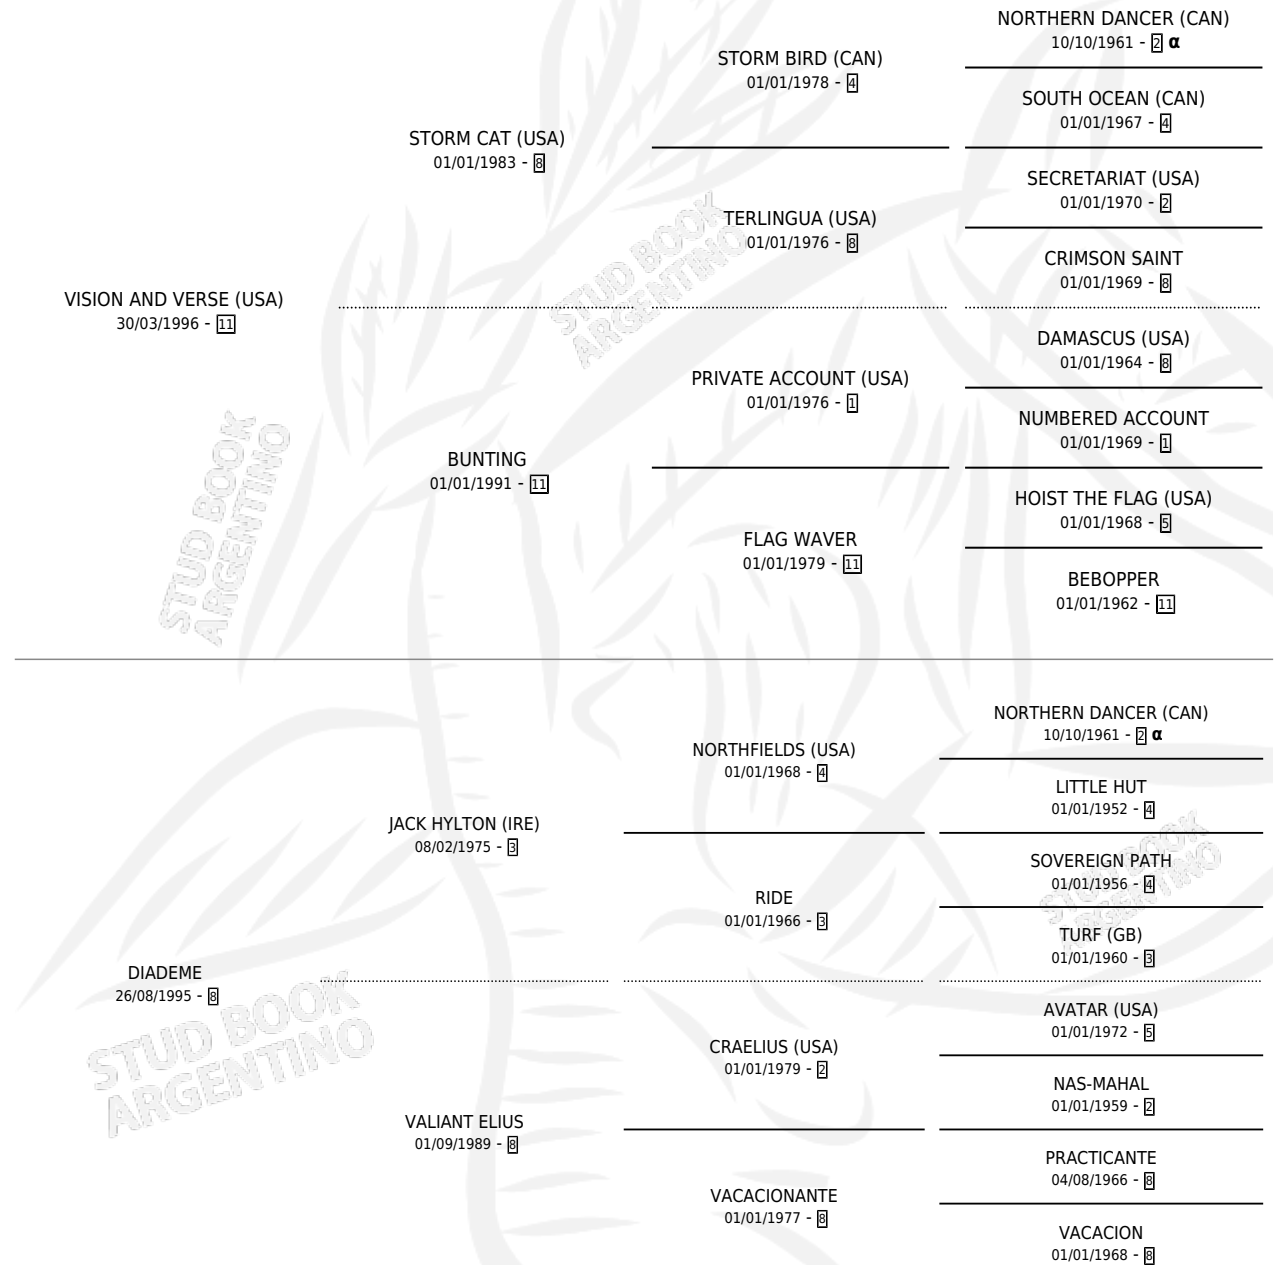 NORTHERN DANCER (CAN)
10/10/1961 - 2 α
STORM BIRD (CAN)
01/01/1978 - 4
SOUTH OCEAN (CAN)
01/01/1967 - 4
STORM CAT (USA)
01/01/1983 - 8
SECRETARIAT (USA)
01/01/1970 - 2
TERLINGUA (USA)
01/01/1976 - 8
CRIMSON SAINT
01/01/1969 - 8
VISION AND VERSE (USA)
30/03/1996 - 11
DAMASCUS (USA)
01/01/1964 - 8
PRIVATE ACCOUNT (USA)
01/01/1976 - 1
NUMBERED ACCOUNT
01/01/1969 - 1
BUNTING
01/01/1991 - 11
HOIST THE FLAG (USA)
01/01/1968 - 5
FLAG WAVER
01/01/1979 - 11
BEBOPPER
01/01/1962 - 11
NORTHERN DANCER (CAN)
10/10/1961 - 2 α
NORTHFIELDS (USA)
01/01/1968 - 4
LITTLE HUT
01/01/1952 - 4
JACK HYLTON (IRE)
08/02/1975 - 3
SOVEREIGN PATH
01/01/1956 - 4
RIDE
01/01/1966 - 3
TURF (GB)
01/01/1960 - 3
DIADEME
26/08/1995 - 8
AVATAR (USA)
01/01/1972 - 5
CRAELIUS (USA)
01/01/1979 - 2
NAS-MAHAL
01/01/1959 - 2
VALIANT ELIUS
01/09/1989 - 8
PRACTICANTE
04/08/1966 - 8
VACACIONANTE
01/01/1977 - 8
VACACION
01/01/1968 - 8
STUD BOOK
ARGENTINO
STUD BOOK
ARGENTINO
STUD BOOK
ARGENTINO
STUD BOOK
ARGENTINO